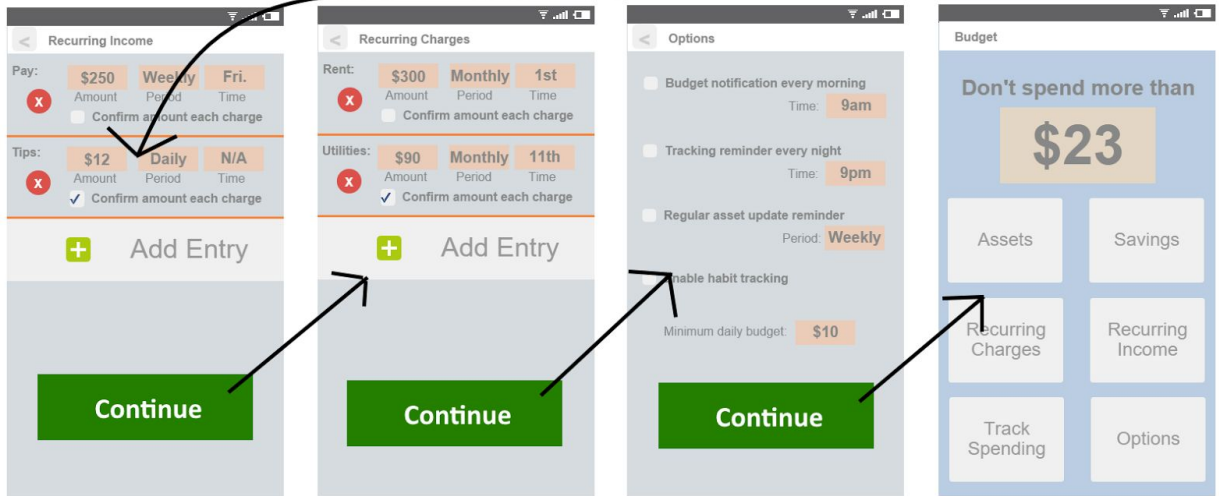 < Recurring Income
Pay:
$250 Weekly Fri.
Amount Period Time
X
Confirm amount each charge
Tips:
$12 Daily N/A
Amount Period Time
X
✓ Confirm amount each charge
+ Add Entry
Continue
< Recurring Charges
Rent:
$300 Monthly 1st
Amount Period Time
X
Confirm amount each charge
Utilities:
$90 Monthly 11th
Amount Period Time
X
✓ Confirm amount each charge
+ Add Entry
Continue
< Options
Budget notification every morning
Time: 9am
Tracking reminder every night
Time: 9pm
Regular asset update reminder
Period: Weekly
Enable habit tracking
Minimum daily budget: $10
Continue
Budget
Don't spend more than
$23
Assets Savings
Recurring Recurring
Charges Income
Track
Spending Options